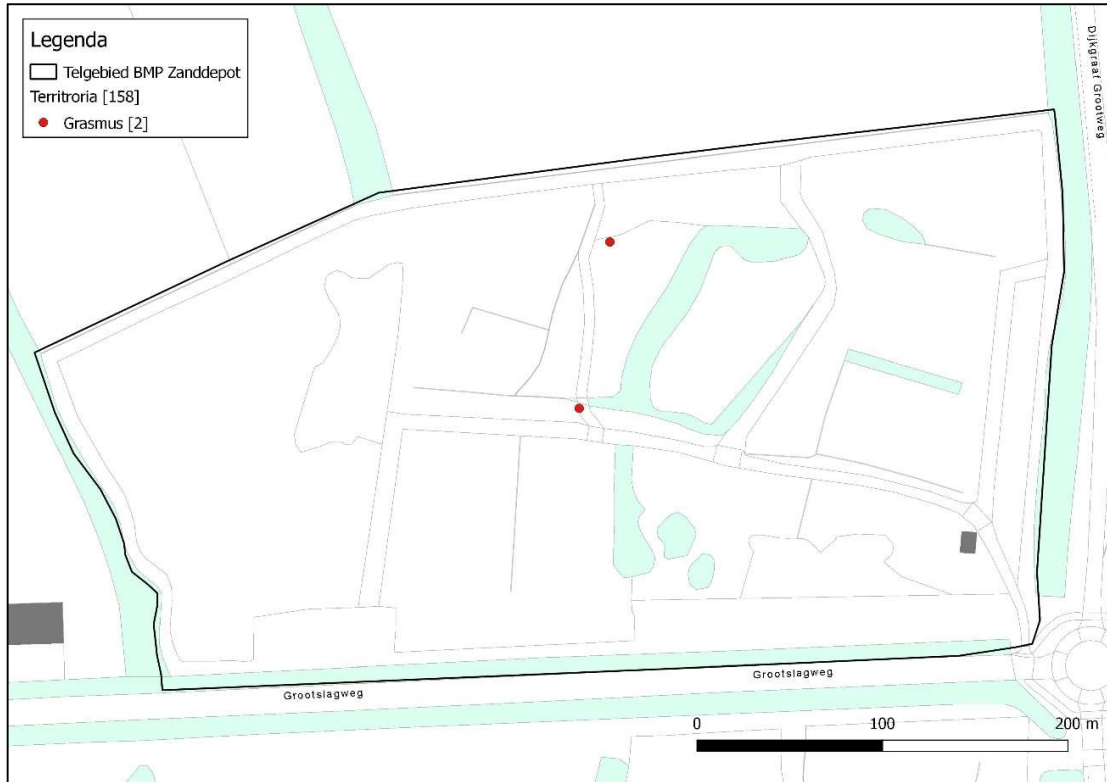 Legenda
Telgebied BMP Zanddepot
Territroria [158]
Grasmus [2]
Dijkgraaf Grootweg
Grootslagweg
Grootslagweg
0 100 200 m